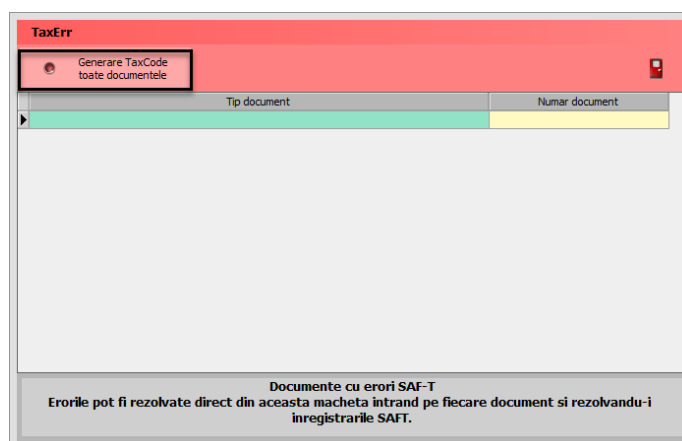 TaxErr
Generare TaxCode
toate documentele
Tip document Numar document
Documente cu erori SAF-T
Erorile pot fi rezolvate direct din aceasta macheta intrand pe fiecare document si rezolvandu-i
inregistrarile SAFT.